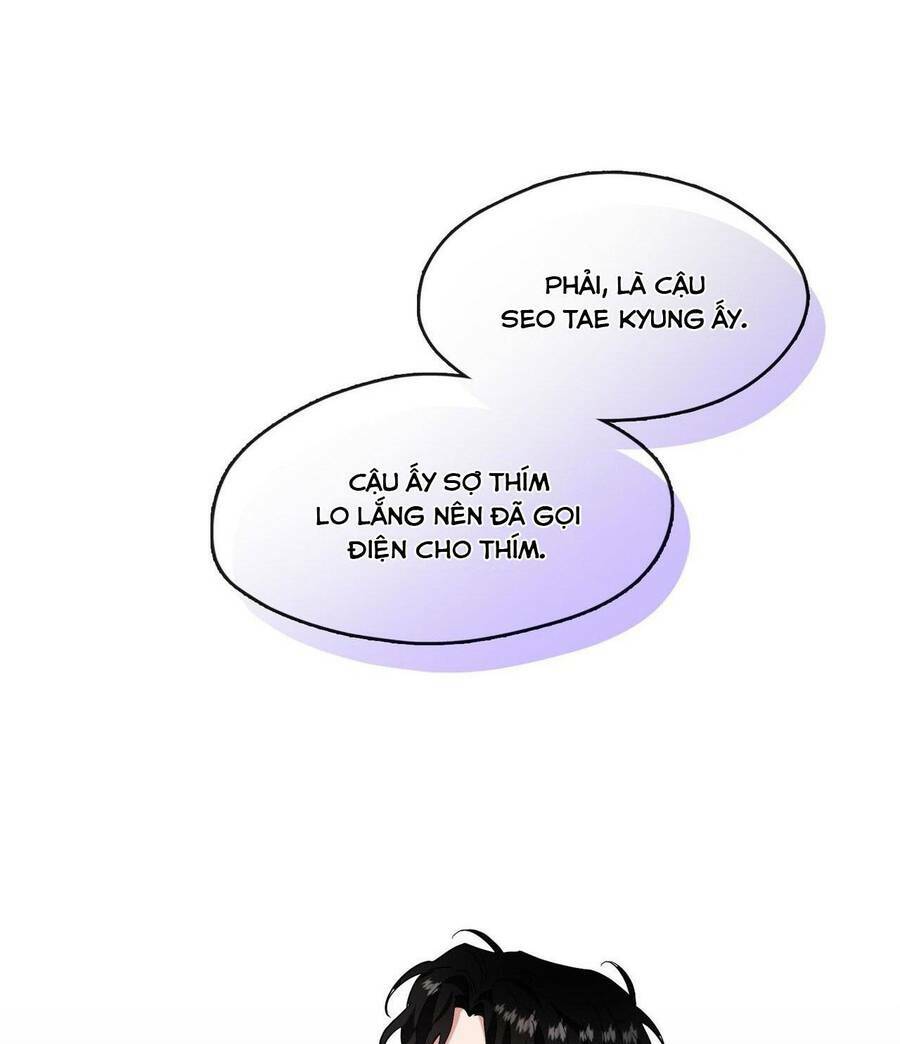 PHẢI, LÀ CẬU
SEO TAE KYUNG ẤY.
CẬU ẤY SỢ THÍM
LO LẮNG NÊN ĐÃ GỌI
ĐIỆN CHO THÍM.